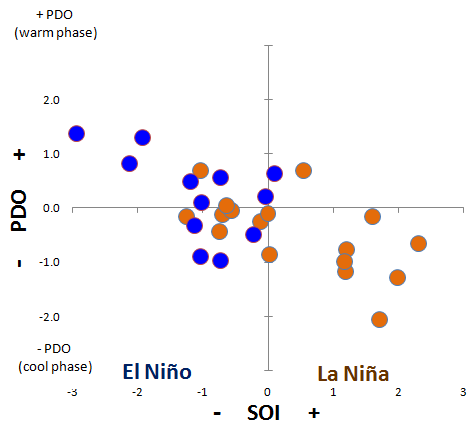 + PDO
(warm phase)
2.0
1.0
0.0
-1.0
-2.0
- PDO +
- PDO
(cool phase)
El Niño
La Niña
-3 -2 -1 0 1 2 3
- SOI +